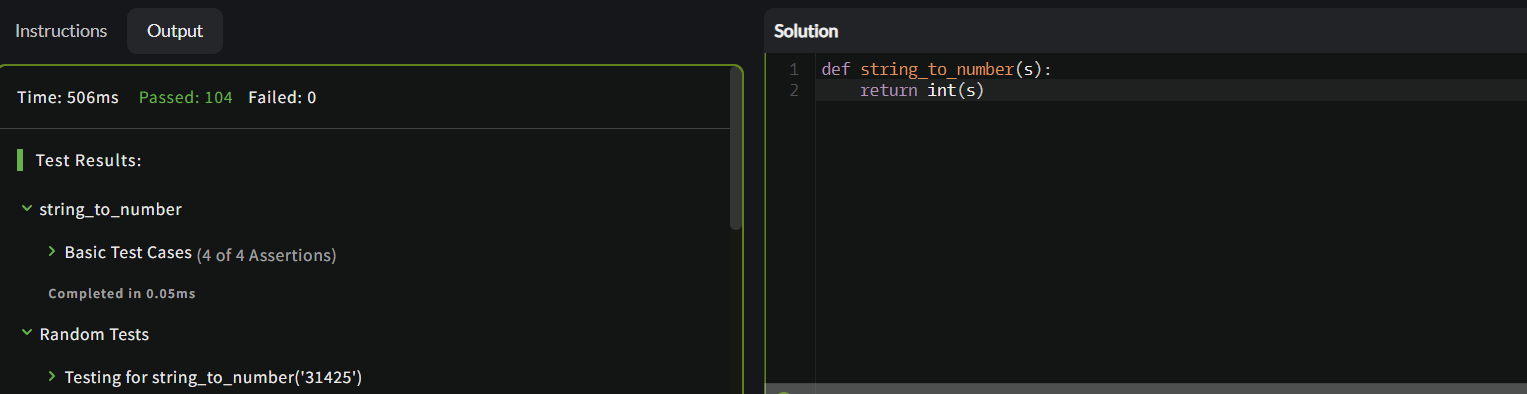 Instructions Output
Time: 506ms Passed: 104 Failed: 0
Test Results:
string_to_number
Basic Test Cases (4 of 4 Assertions)
Completed in 0.05ms
Random Tests
Testing for string_to_number('31425')
Solution
1 def string_to_number(s):
2     return int(s)